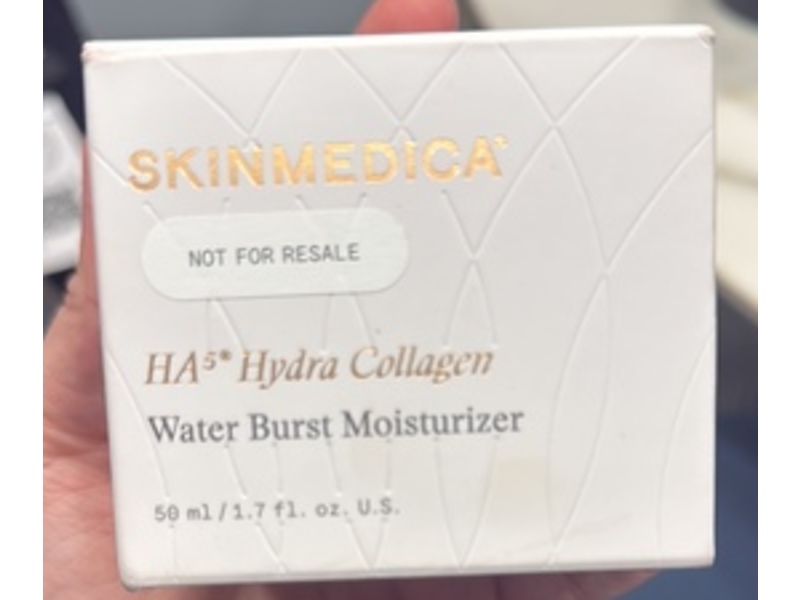 SKINMEDICA®
NOT FOR RESALE
HA⁵® Hydra Collagen
Water Burst Moisturizer
50 ml / 1.7 fl. oz. U.S.